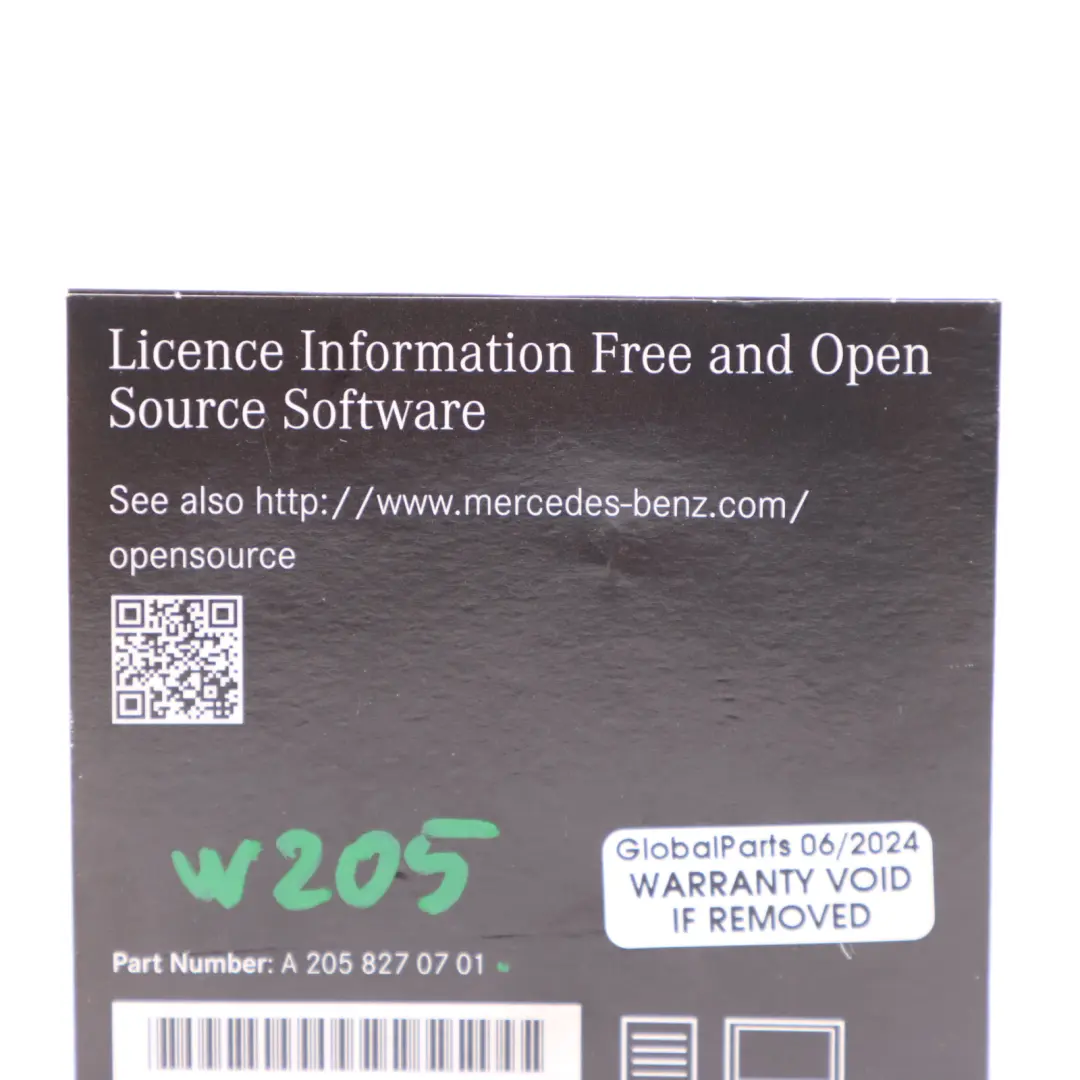 Licence Information Free and Open
Source Software
See also http://www.mercedes-benz.com/
opensource
W205
GlobalParts 06/2024
WARRANTY VOID
IF REMOVED
Part Number: A 205 827 07 01